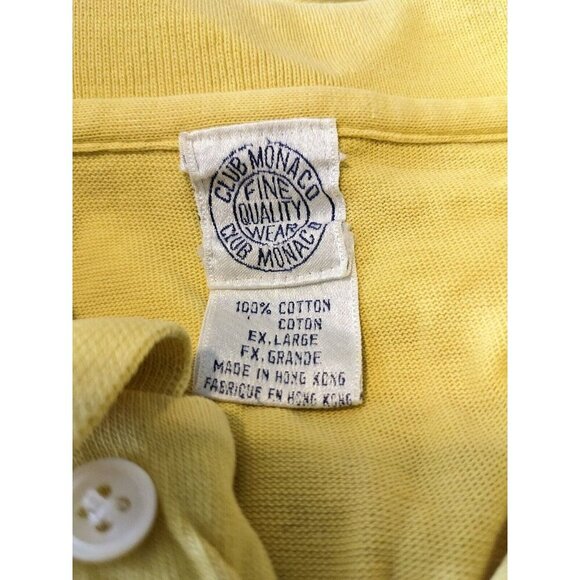 CLUB MONACO
FINE
QUALITY
WEAR
CLUB MONACO
100% COTTON
COTON
EX. LARGE
EX. GRANDE
MADE IN HONG KONG
FABRIQUE EN HONG KONG